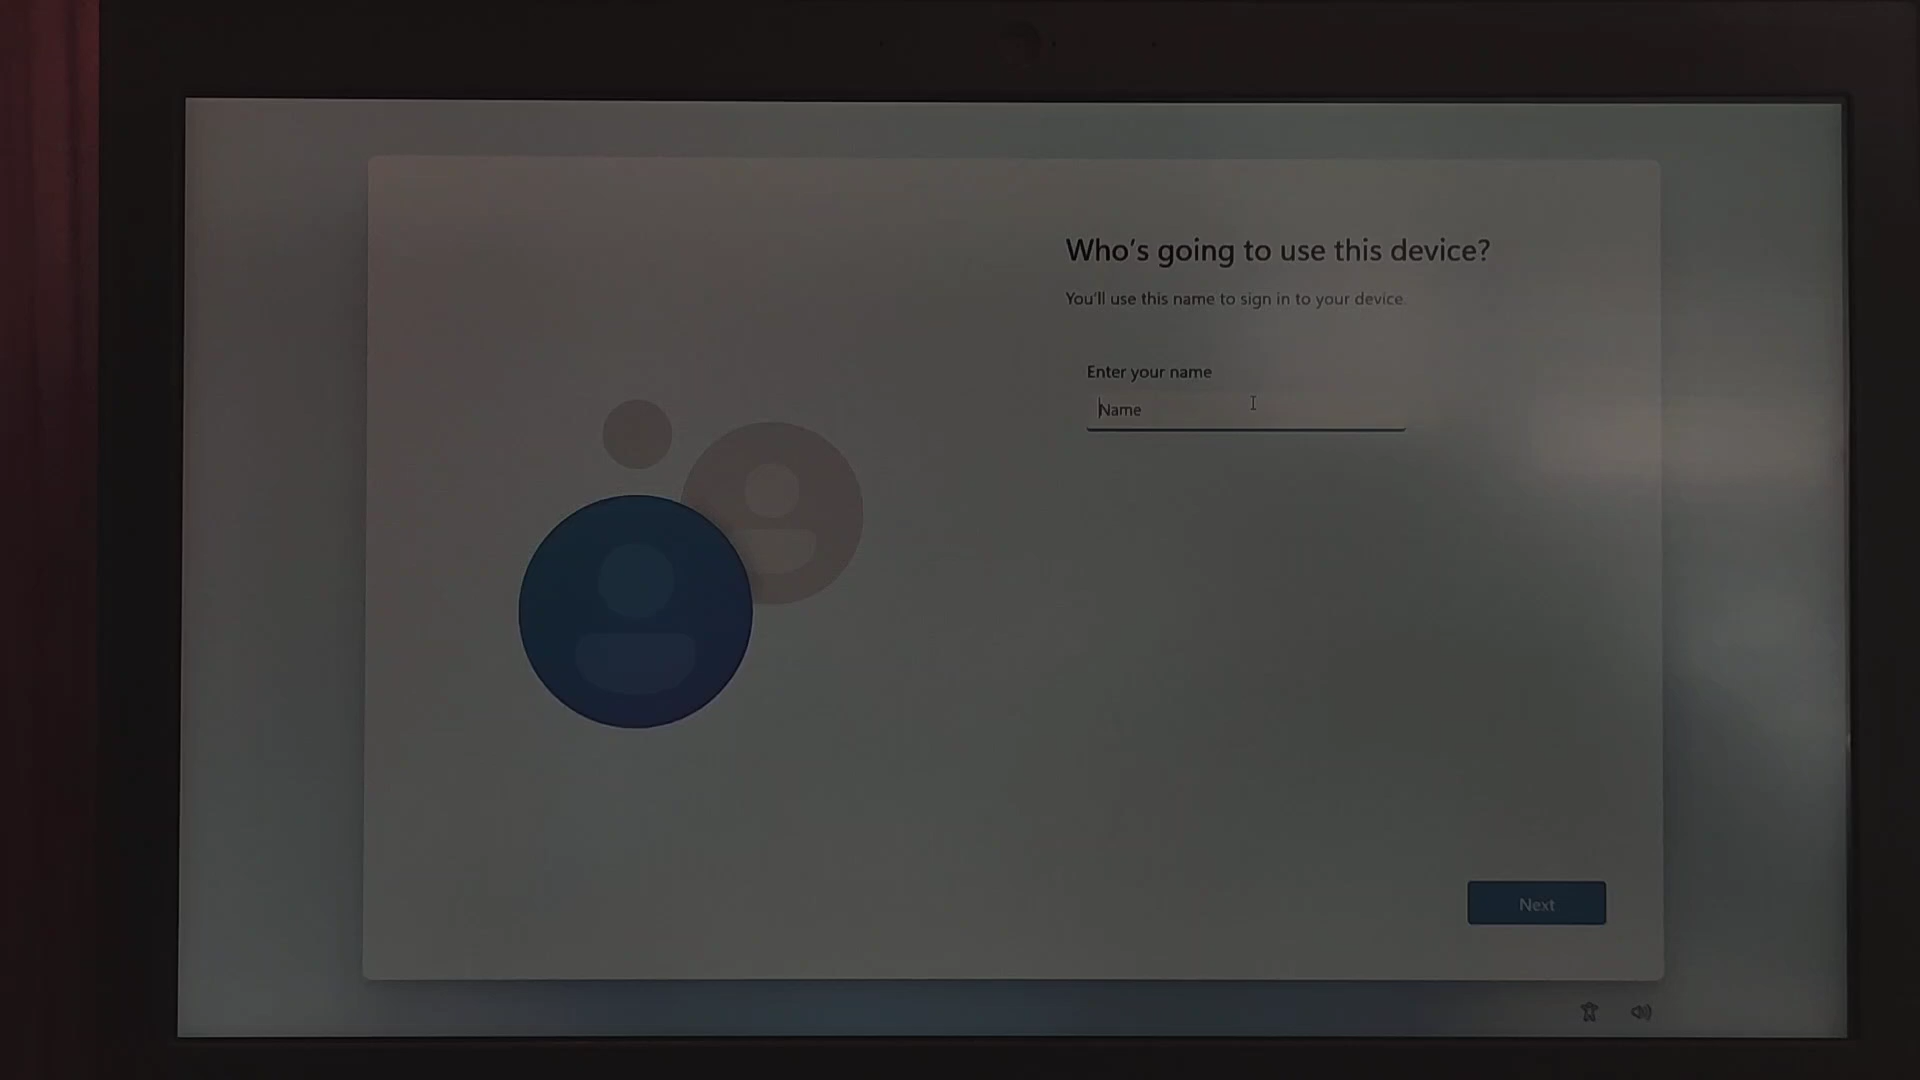 Who's going to use this device?
You'll use this name to sign in to your device.
Enter your name
Name
Next